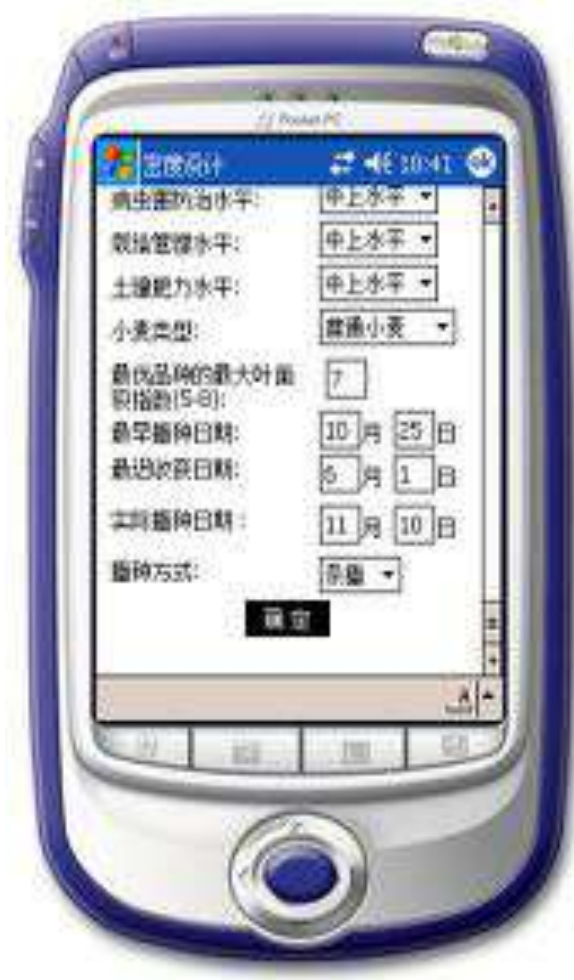 Pocket PC
密度设计 10:41 ok
病虫害防治水平: 中上水平
栽培管理水平: 中上水平
土壤肥力水平: 中上水平
小麦类型: 普通小麦
最优品种的最大叶面 7
积指数(5-8):
最早播种日期: 10 月 25 日
最迟收获日期: 6 月 1 日
实际播种日期: 11 月 10 日
播种方式: 条播
确定